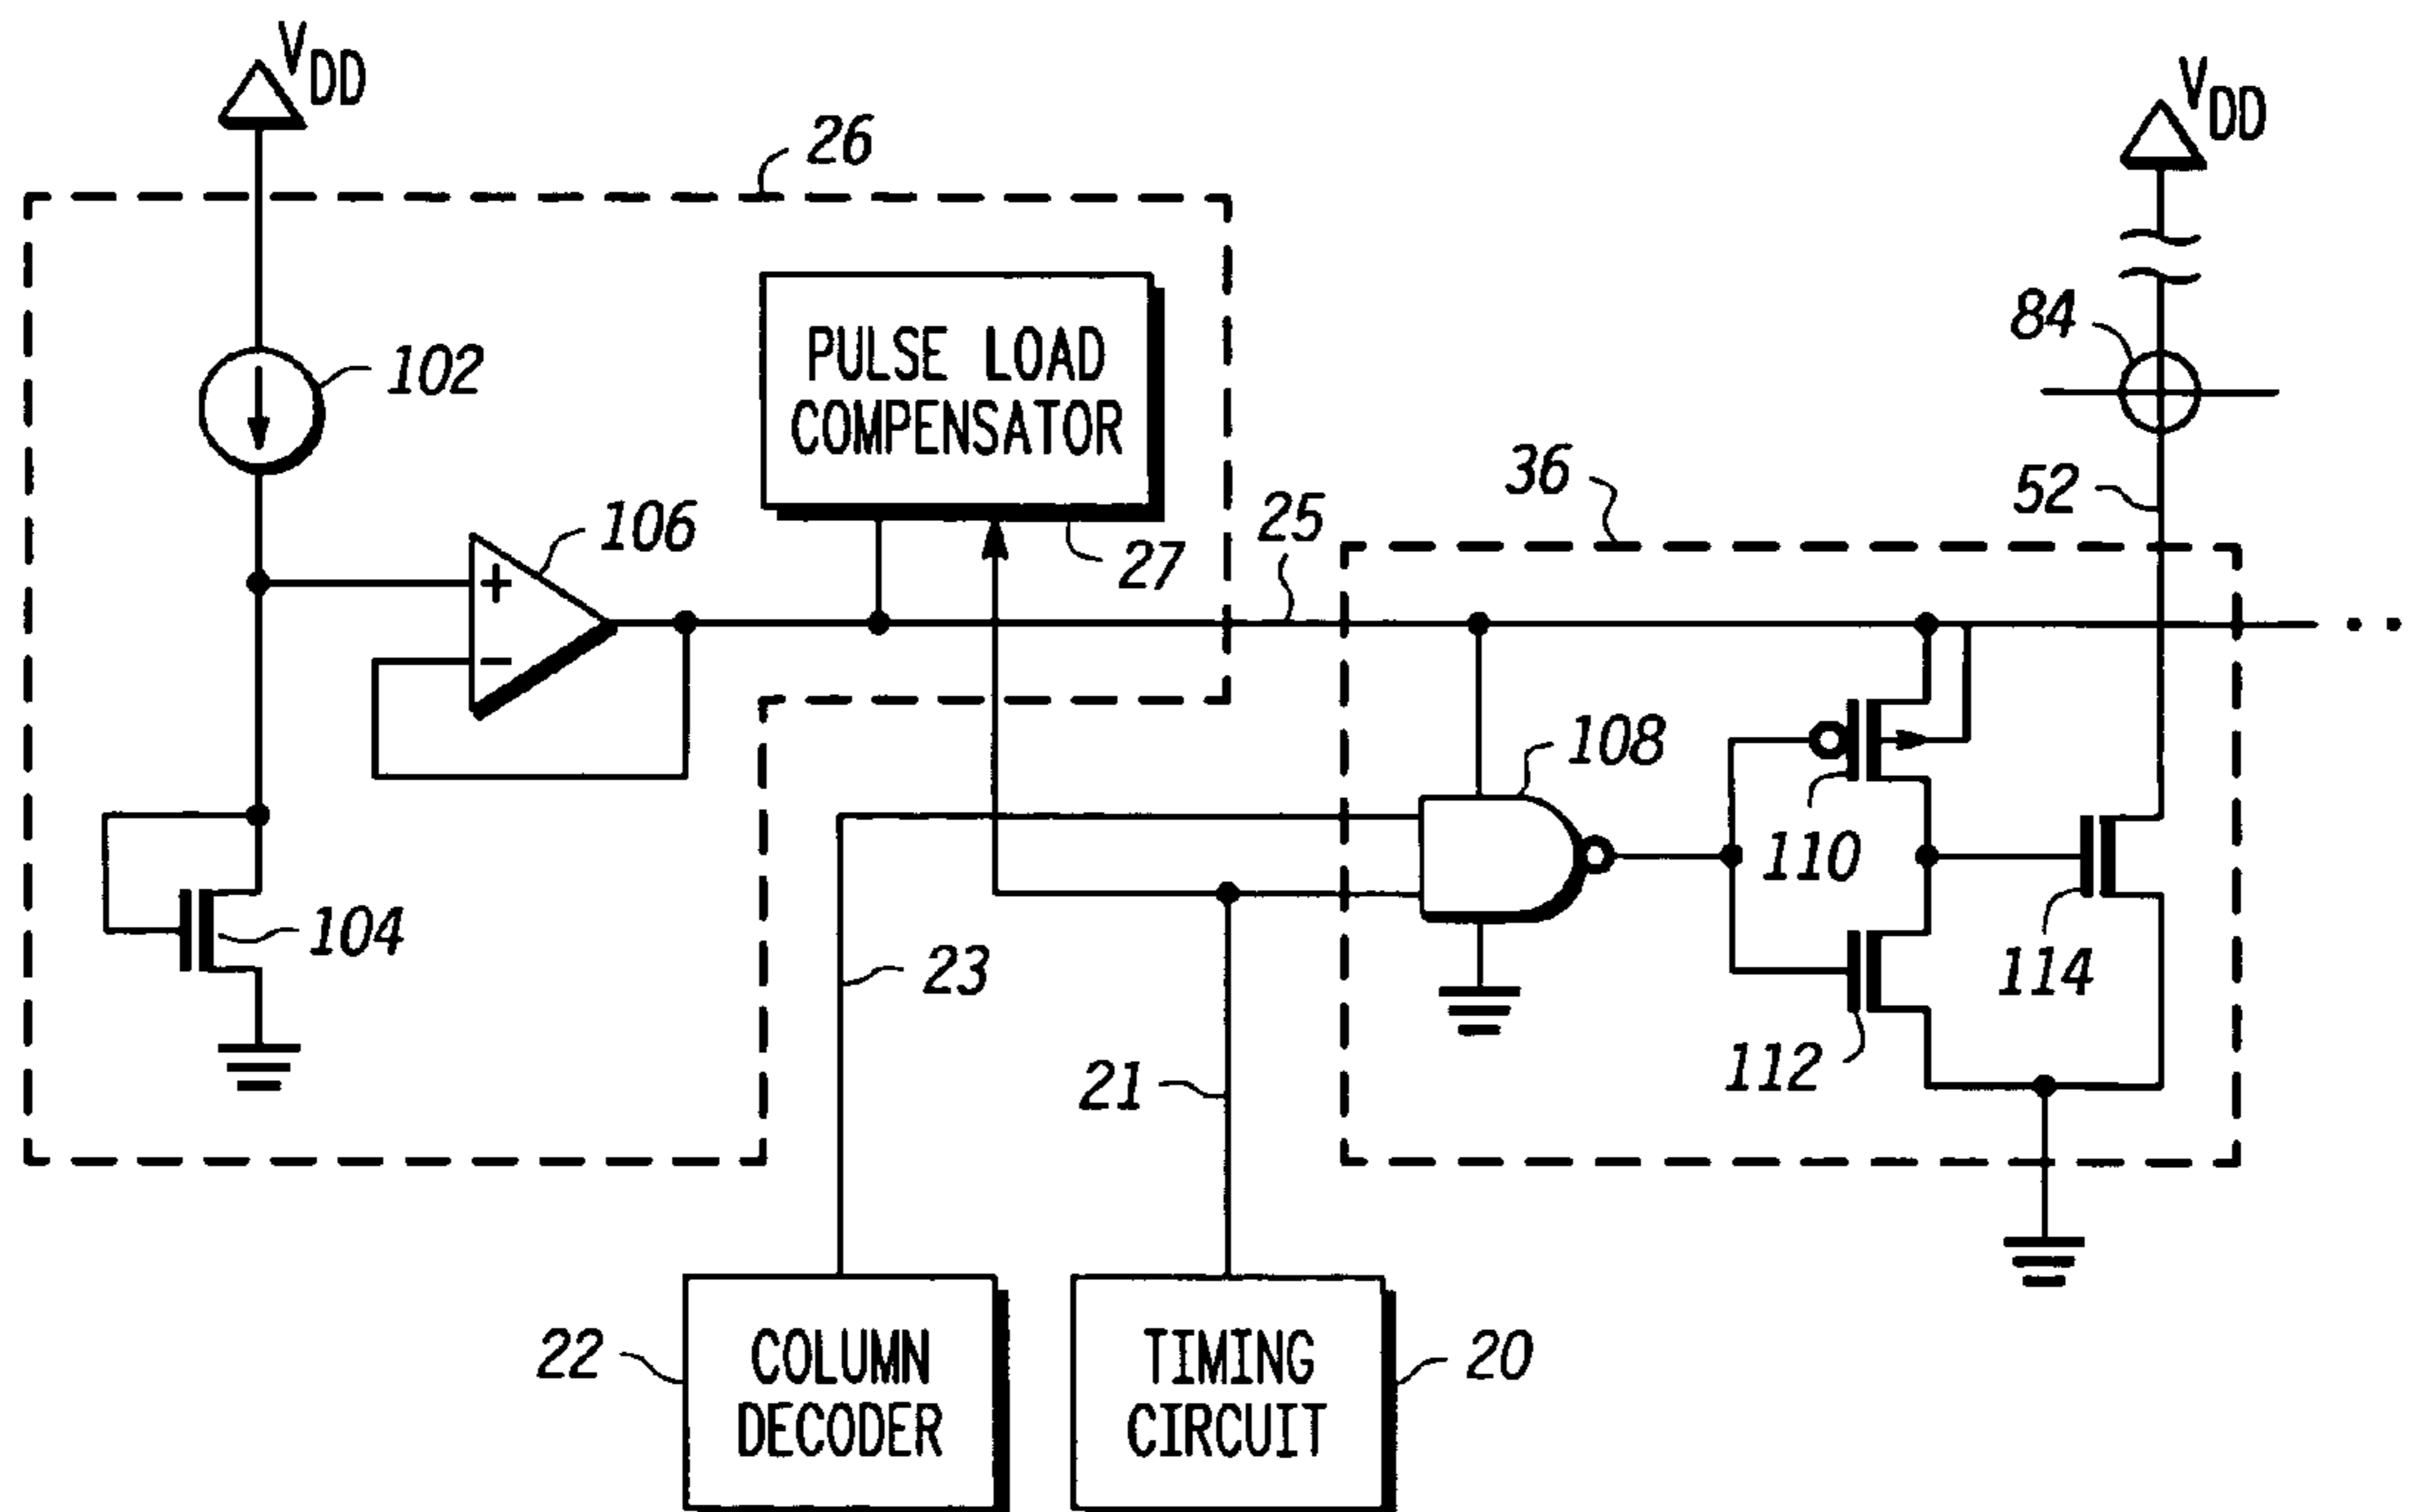 VDD
VDD
26
84
102
PULSE LOAD
COMPENSATOR
36
52
25
106
27
+
-
108
110
104
23
114
21
112
22
COLUMN
DECODER
TIMING
CIRCUIT
20